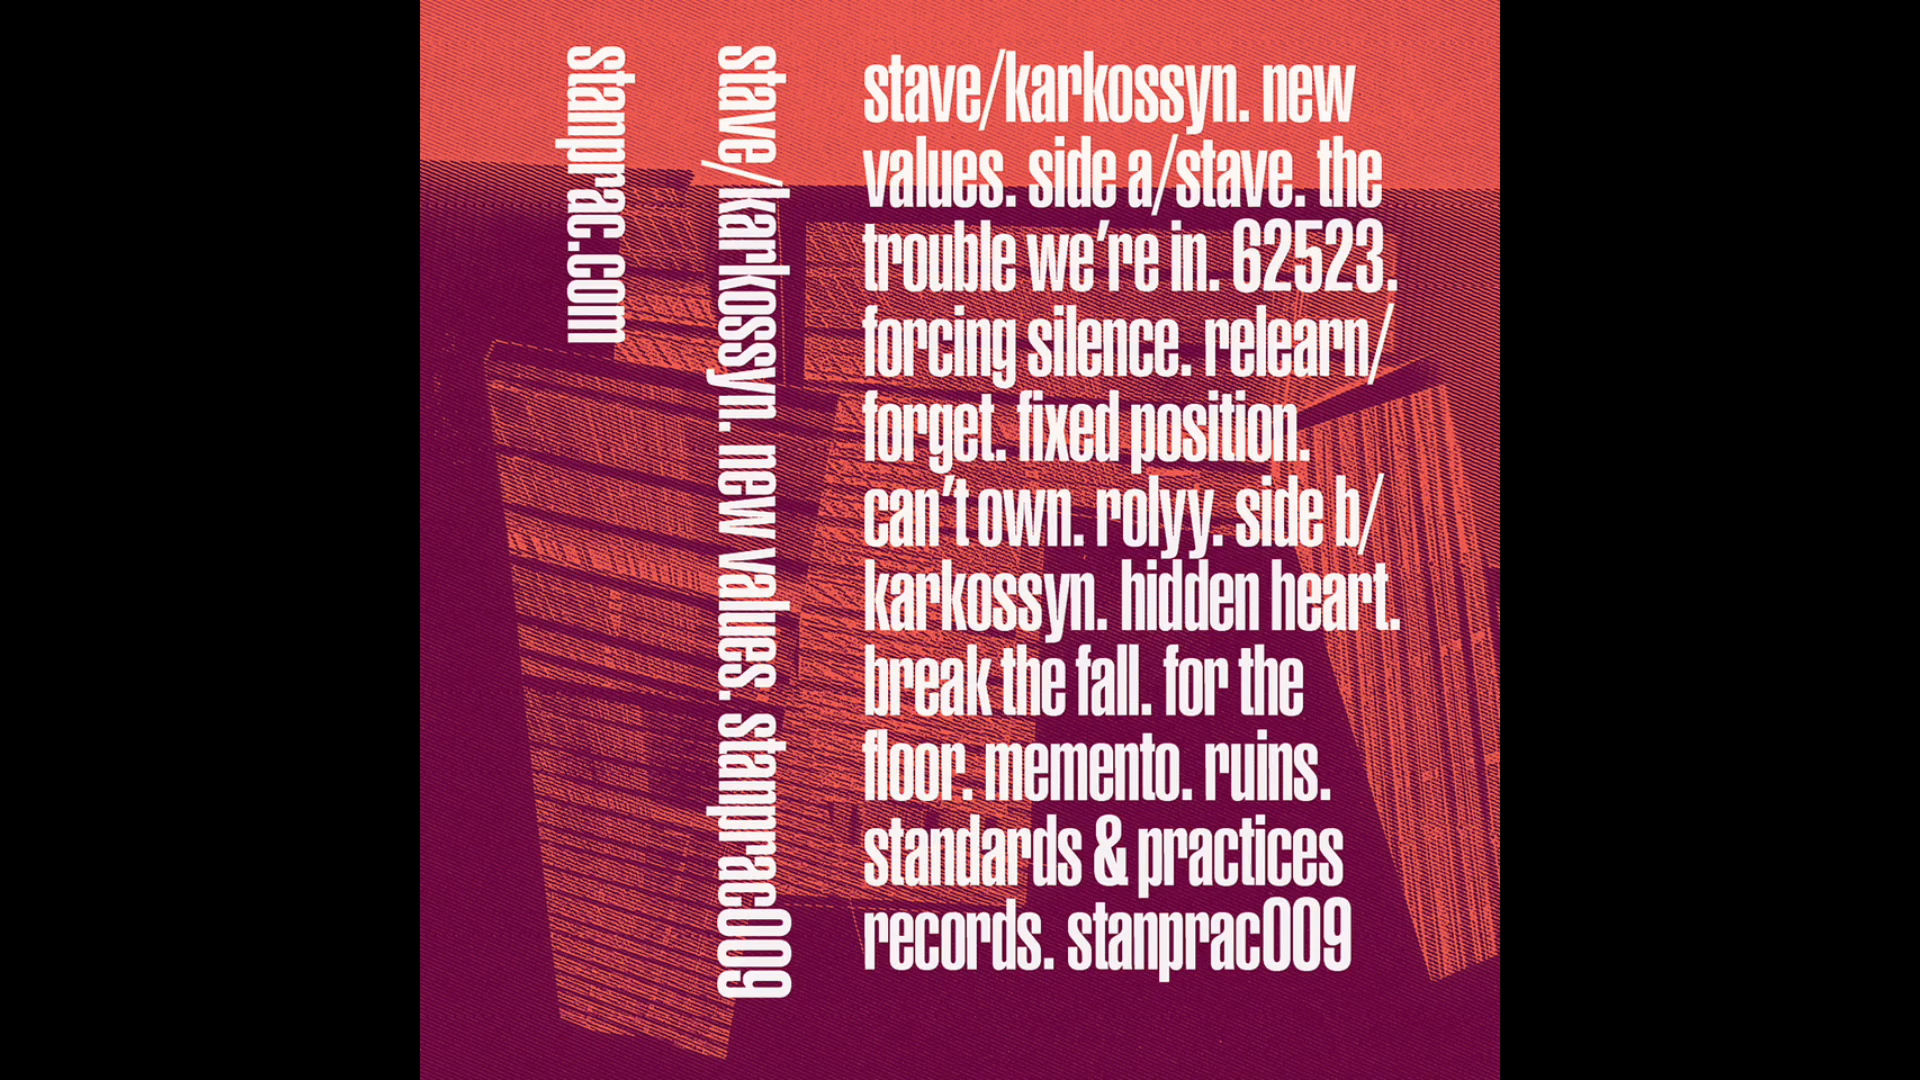 stanprac.com
stave/karkossyn. new values. stanprac009
stave/karkossyn. new
values. side a/stave. the
trouble we're in. 62523.
forcing silence. relearn/
forget. fixed position.
can't own. rolyy. side b/
karkossyn. hidden heart.
break the fall. for the
floor. memento. ruins.
standards & practices
records. stanprac009